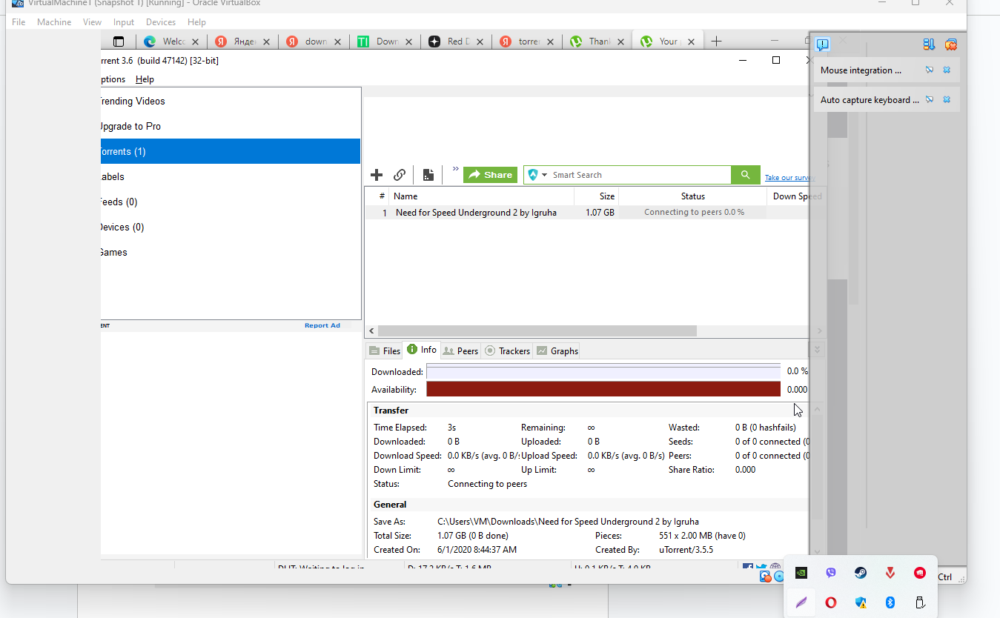 VirtualMachine1 (Snapshot 1) [Running] - Oracle VirtualBox
File Machine View Input Devices Help
Welc
Янде
down
Down
Red D
torre
Than
Your
rrent 3.6 (build 47142) [32-bit]
ptions Help
Mouse integration ...
Auto capture keyboard ...
Trending Videos
Upgrade to Pro
Torrents (1)
Labels
Feeds (0)
Devices (0)
Games
ENT
Report Ad
Share
Smart Search
Take our surve
# Name Size Status Down Speed
1 Need for Speed Underground 2 by Igruha 1.07 GB Connecting to peers 0.0 %
Files Info Peers Trackers Graphs
Downloaded: 0.0 %
Availability: 0.000
Transfer
Time Elapsed: 3s Remaining: ∞ Wasted: 0 B (0 hashfails)
Downloaded: 0 B Uploaded: 0 B Seeds: 0 of 0 connected (0
Download Speed: 0.0 KB/s (avg. 0 B/s Upload Speed: 0.0 KB/s (avg. 0 B/s) Peers: 0 of 0 connected (0
Down Limit: ∞ Up Limit: ∞ Share Ratio: 0.000
Status: Connecting to peers
General
Save As: C:\Users\VM\Downloads\Need for Speed Underground 2 by Igruha
Total Size: 1.07 GB (0 B done) Pieces: 551 x 2.00 MB (have 0)
Created On: 6/1/2020 8:44:37 AM Created By: uTorrent/3.5.5
DHT: Waiting to log in D: 17.2 KB/s T: 1.6 MB U: 0.1 KB/s T: 4.0 KB
Ctrl